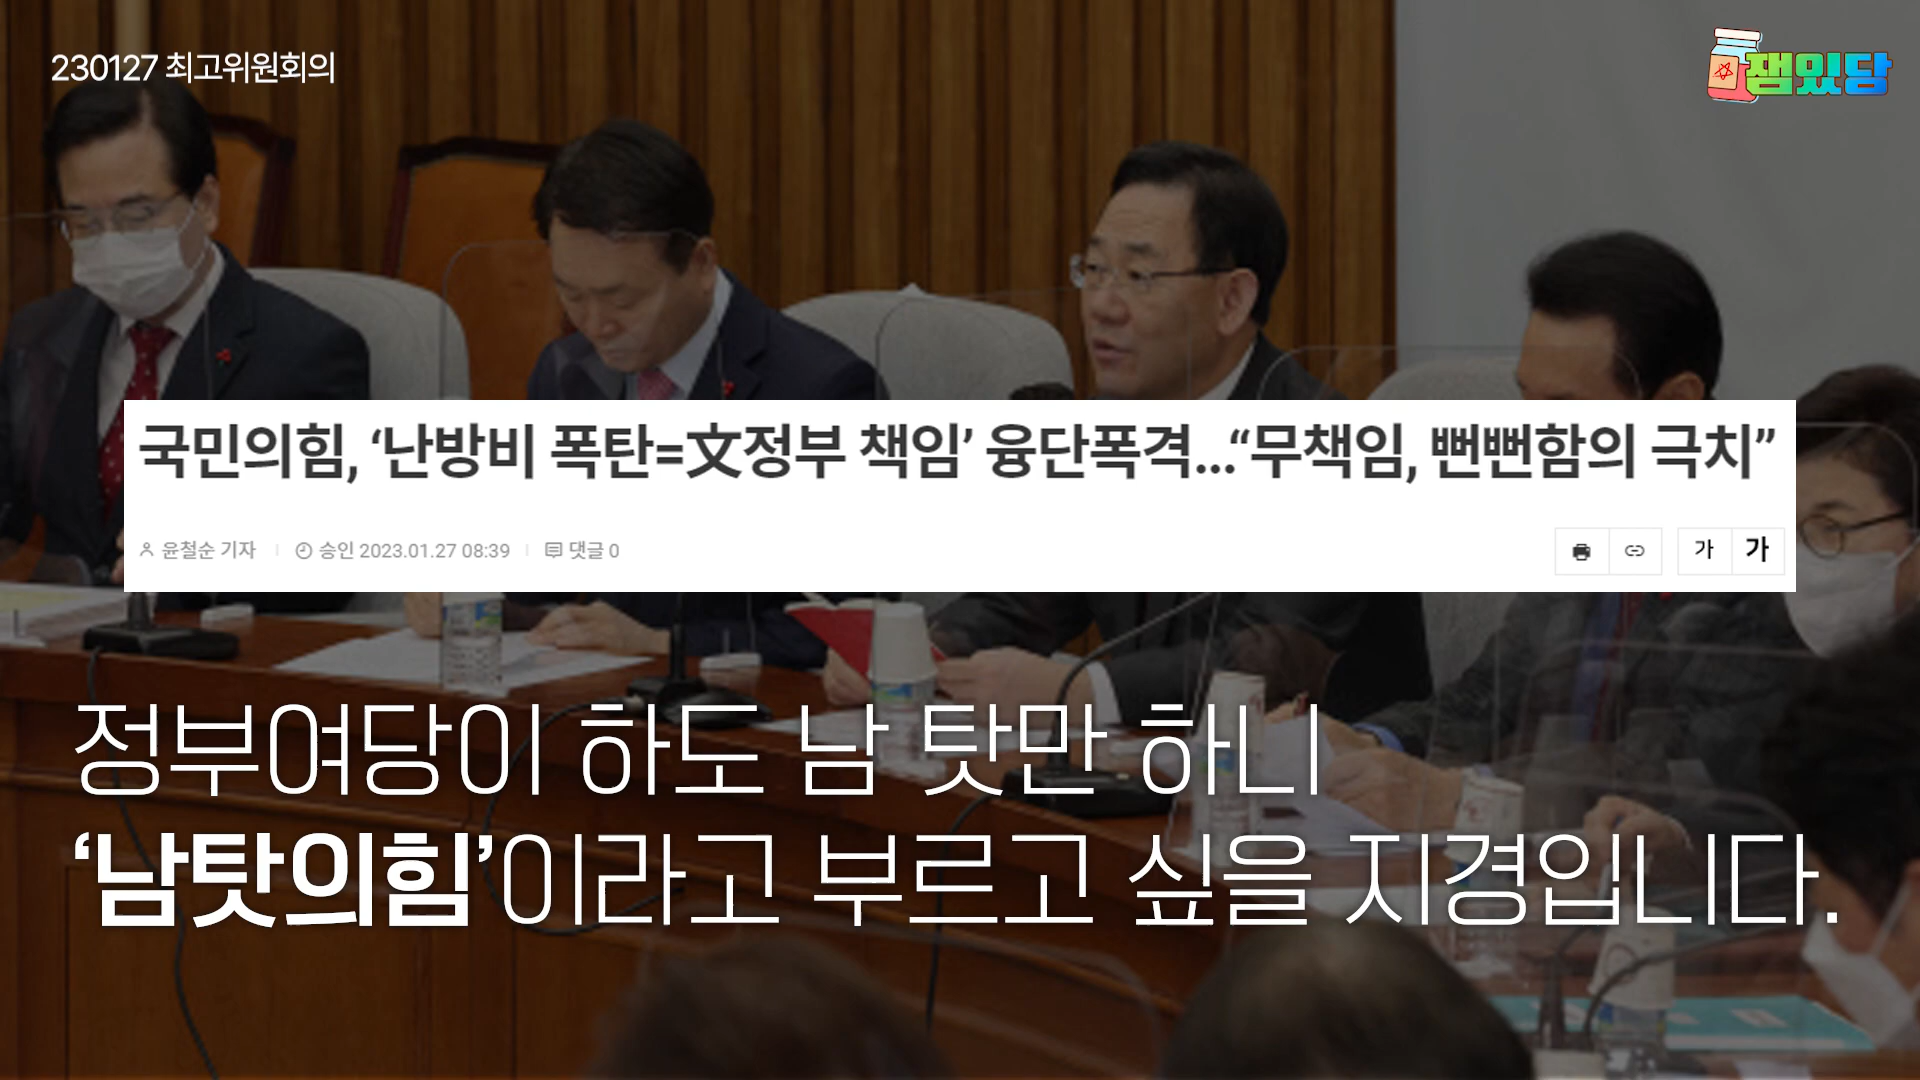 230127 최고위원회의
잼있당
국민의힘, ‘난방비 폭탄=文정부 책임’ 융단폭격...“무책임, 뻔뻔함의 극치”
윤철순 기자 승인 2023.01.27 08:39 댓글 0
가 가
정부여당이 하도 남 탓만 하니
‘남탓의힘’이라고 부르고 싶을 지경입니다.